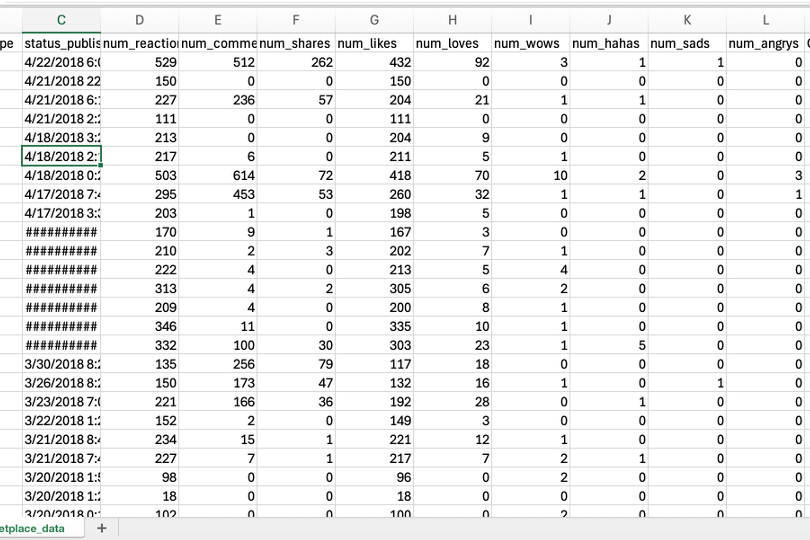 C D E F G H I J K L
pe status_publis num_reactio num_comme num_shares num_likes num_loves num_wows num_hahas num_sads num_angrys
4/22/2018 6:0 529 512 262 432 92 3 1 1 0
4/21/2018 22 150 0 0 150 0 0 0 0 0
4/21/2018 6:1 227 236 57 204 21 1 1 0 0
4/21/2018 2:2 111 0 0 111 0 0 0 0 0
4/18/2018 3:2 213 0 0 204 9 0 0 0 0
4/18/2018 2:1 217 6 0 211 5 1 0 0 0
4/18/2018 0:2 503 614 72 418 70 10 2 0 3
4/17/2018 7:4 295 453 53 260 32 1 1 0 1
4/17/2018 3:3 203 1 0 198 5 0 0 0 0
########## 170 9 1 167 3 0 0 0 0
########## 210 2 3 202 7 1 0 0 0
########## 222 4 0 213 5 4 0 0 0
########## 313 4 2 305 6 2 0 0 0
########## 209 4 0 200 8 1 0 0 0
########## 346 11 0 335 10 1 0 0 0
########## 332 100 30 303 23 1 5 0 0
3/30/2018 8:2 135 256 79 117 18 0 0 0 0
3/26/2018 8:2 150 173 47 132 16 1 0 1 0
3/23/2018 7:0 221 166 36 192 28 0 1 0 0
3/22/2018 1:2 152 2 0 149 3 0 0 0 0
3/21/2018 8:4 234 15 1 221 12 1 0 0 0
3/21/2018 7:4 227 7 1 217 7 2 1 0 0
3/20/2018 1:5 98 0 0 96 0 2 0 0 0
3/20/2018 1:2 18 0 0 18 0 0 0 0 0
3/20/2018 0: 102 0 0 100 0 2 0 0 0
etplace_data +